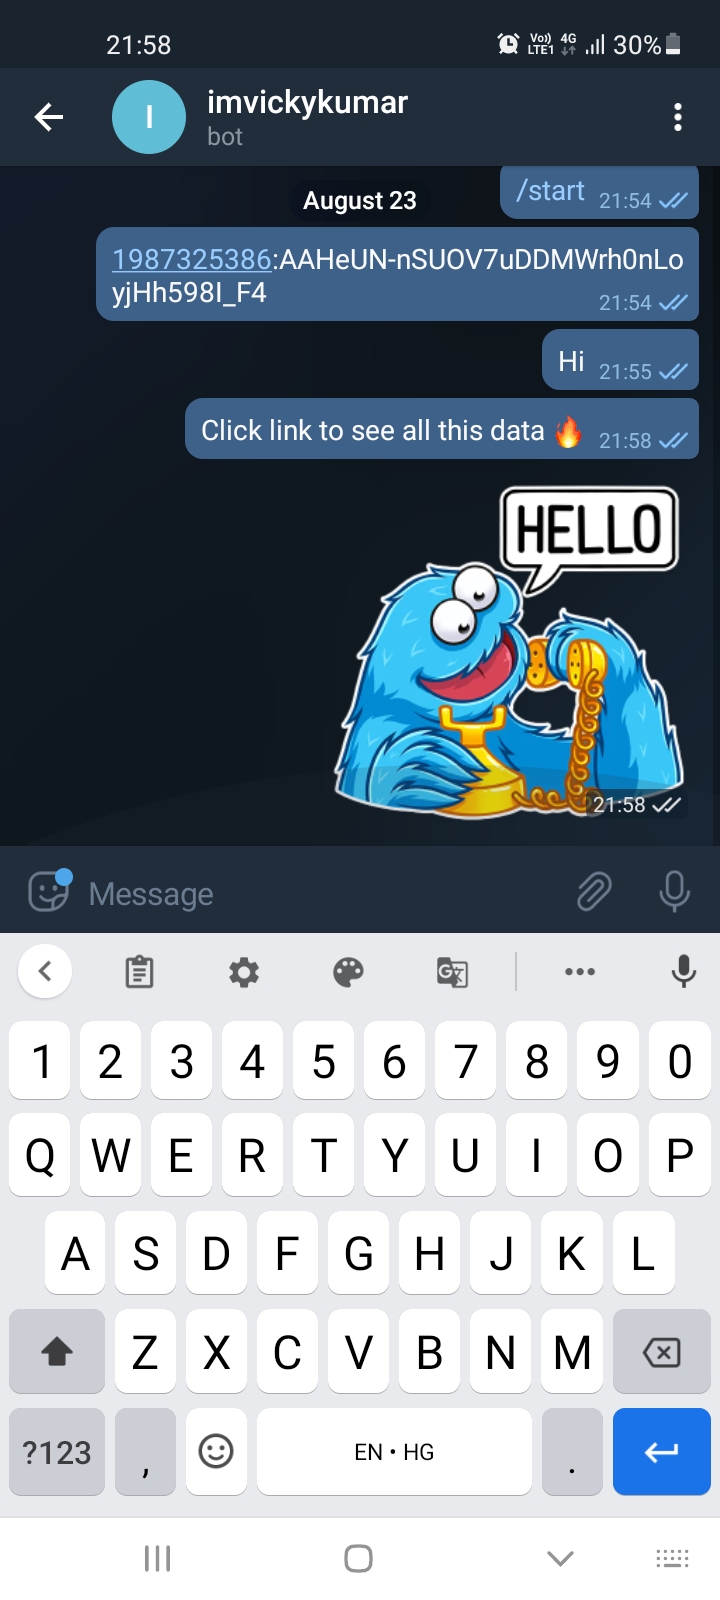 21:58
Vo)) LTE1 4G 30%
I
imvickykumar
bot
/start 21:54
August 23
1987325386:AAHeUN-nSUOV7uDDMWrh0nLo
yjHh598I_F4 21:54
Hi 21:55
Click link to see all this data 🔥 21:58
HELLO
21:58
Message
1 2 3 4 5 6 7 8 9 0
Q W E R T Y U I O P
A S D F G H J K L
Z X C V B N M
?123 , EN • HG .